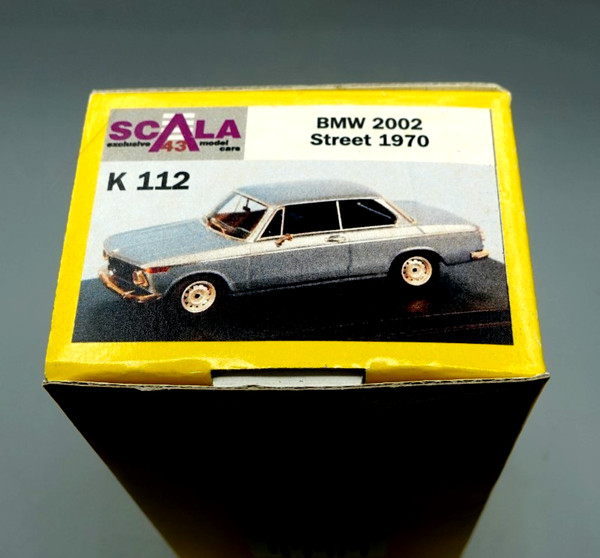 SCALA
43
exclusive model
cars
BMW 2002
Street 1970
K 112